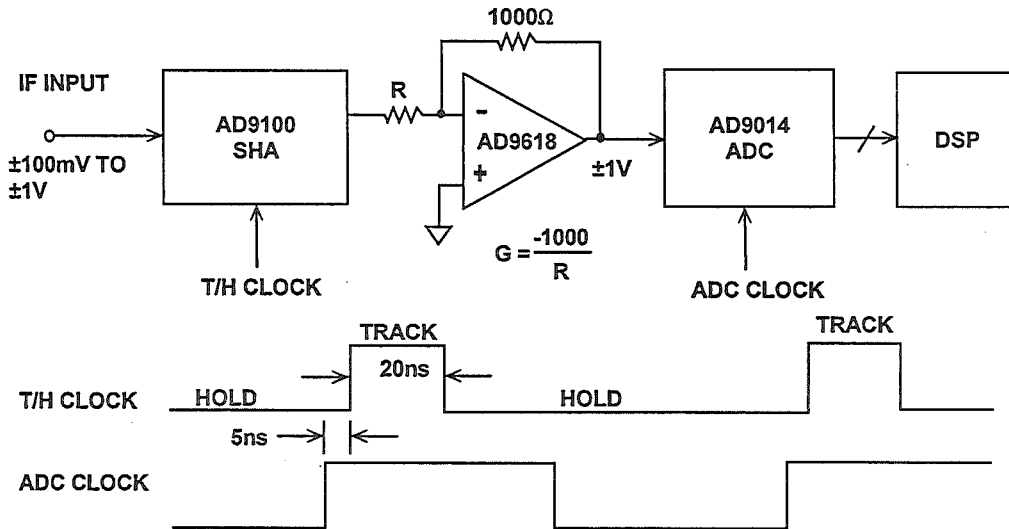 1000Ω
IF INPUT
R
AD9100
SHA
-
AD9618
+
AD9014
ADC
DSP
±100mV TO
±1V
±1V
G = -1000
R
T/H CLOCK
ADC CLOCK
TRACK
TRACK
20ns
HOLD
HOLD
T/H CLOCK
5ns
ADC CLOCK